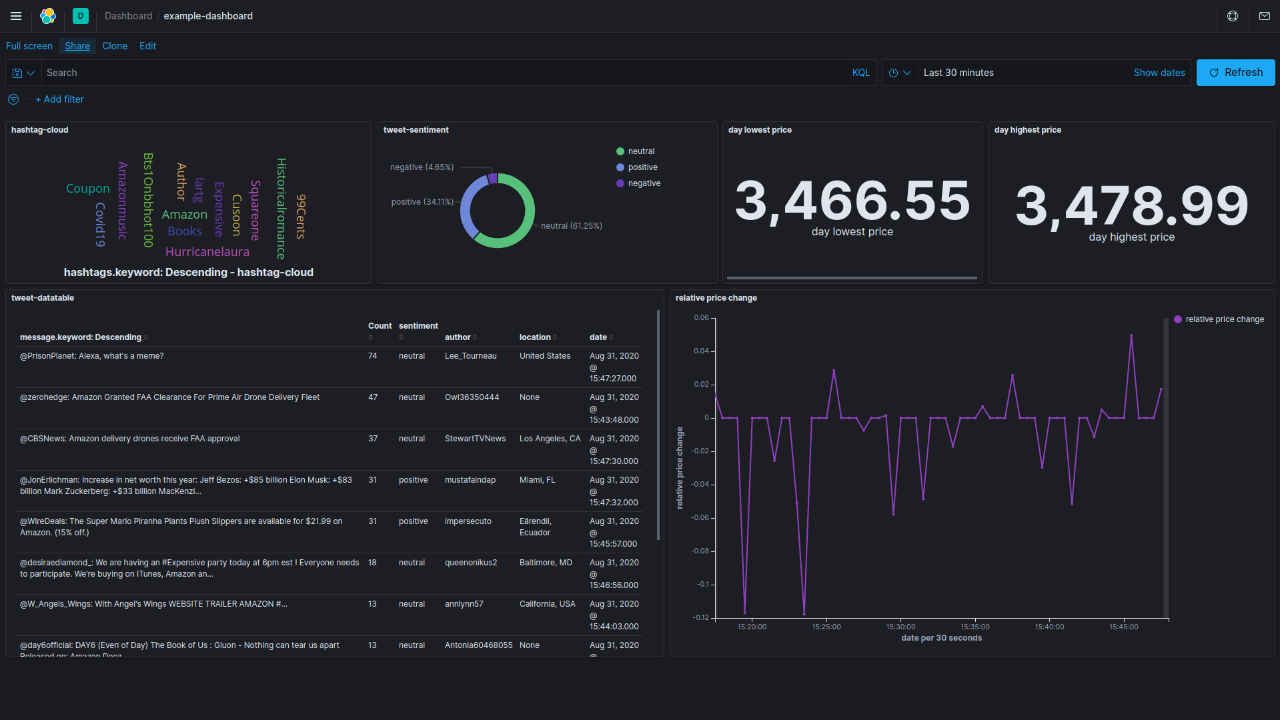 D Dashboard / example-dashboard
Full screen Share Clone Edit
Search KQL Last 30 minutes Show dates Refresh
+ Add filter
hashtag-cloud
Coupon
Covid19
Amazonmusic
Bts1Onbbhot100
Author
Iartg
Expensive
Amazon
Books
Cusoon
Squareone
Hurricanelaura
Historicalromance
99Cents
hashtags.keyword: Descending - hashtag-cloud
tweet-sentiment
negative (4.65%)
positive (34.11%)
neutral (61.25%)
neutral
positive
negative
day lowest price
3,466.55
day lowest price
day highest price
3,478.99
day highest price
tweet-datatable
message.keyword: Descending Count sentiment author location date
@PrisonPlanet: Alexa, what's a meme? 74 neutral Lee_Tourneau United States Aug 31, 2020
@
15:47:27.000
@zerohedge: Amazon Granted FAA Clearance For Prime Air Drone Delivery Fleet 47 neutral Owl36350444 None Aug 31, 2020
@
15:43:48.000
@CBSNews: Amazon delivery drones receive FAA approval 37 neutral StewartTVNews Los Angeles, CA Aug 31, 2020
@
15:47:30.000
@JonErlichman: Increase in net worth this year: Jeff Bezos: +$85 billion Elon Musk: +$83 31 positive mustafaindap Miami, FL Aug 31, 2020
billion Mark Zuckerberg: +$33 billion MacKenzi... @
15:47:32.000
@WireDeals: The Super Mario Piranha Plants Plush Slippers are available for $21.99 on 31 positive Impersecuto Eärendil, Aug 31, 2020
Amazon. (15% off.) Ecuador @
15:45:57.000
@desiraediamond_: We are having an #Expensive party today at 6pm est ! Everyone needs 18 neutral queenonikus2 Baltimore, MD Aug 31, 2020
to participate. We're buying on ITunes, Amazon an... @
15:46:56.000
@W_Angels_Wings: With Angel's Wings WEBSITE TRAILER AMAZON #... 13 neutral annlynn57 California, USA Aug 31, 2020
@
15:44:03.000
@day6official: DAY6 (Even of Day) The Book of Us : Gluon - Nothing can tear us apart 13 neutral Antonia60468055 None Aug 31, 2020
Released on: Amazon @
relative price change
0.06
0.04
0.02
0
-0.02
-0.04
-0.06
-0.08
-0.1
-0.12
relative price change
15:20:00 15:25:00 15:30:00 15:35:00 15:40:00 15:45:00
date per 30 seconds
relative price change